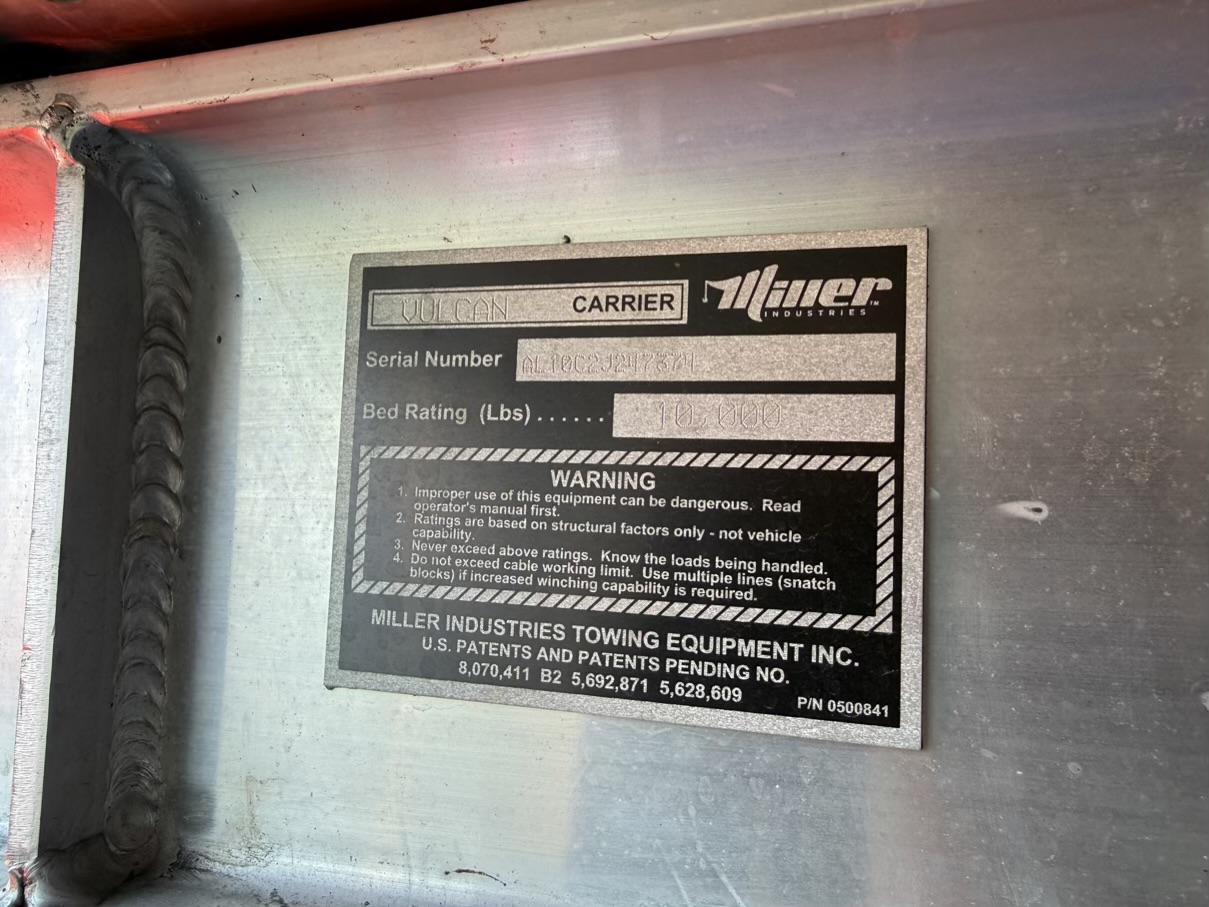 VULCAN CARRIER Miller™
INDUSTRIES
Serial Number AL10C2J247374
Bed Rating (Lbs) ...... 10,000
WARNING
1. Improper use of this equipment can be dangerous. Read
operator's manual first.
2. Ratings are based on structural factors only - not vehicle
capability.
3. Never exceed above ratings. Know the loads being handled.
4. Do not exceed cable working limit. Use multiple lines (snatch
blocks) if increased winching capability is required.
MILLER INDUSTRIES TOWING EQUIPMENT INC.
U.S. PATENTS AND PATENTS PENDING NO.
8,070,411 B2 5,692,871 5,628,609
P/N 0500841